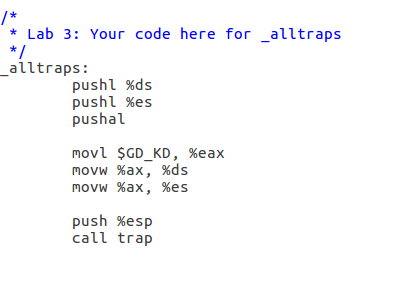 /*
 * Lab 3: Your code here for _alltraps
 */
_alltraps:
        pushl %ds
        pushl %es
        pushal

        movl $GD_KD, %eax
        movw %ax, %ds
        movw %ax, %es

        push %esp
        call trap